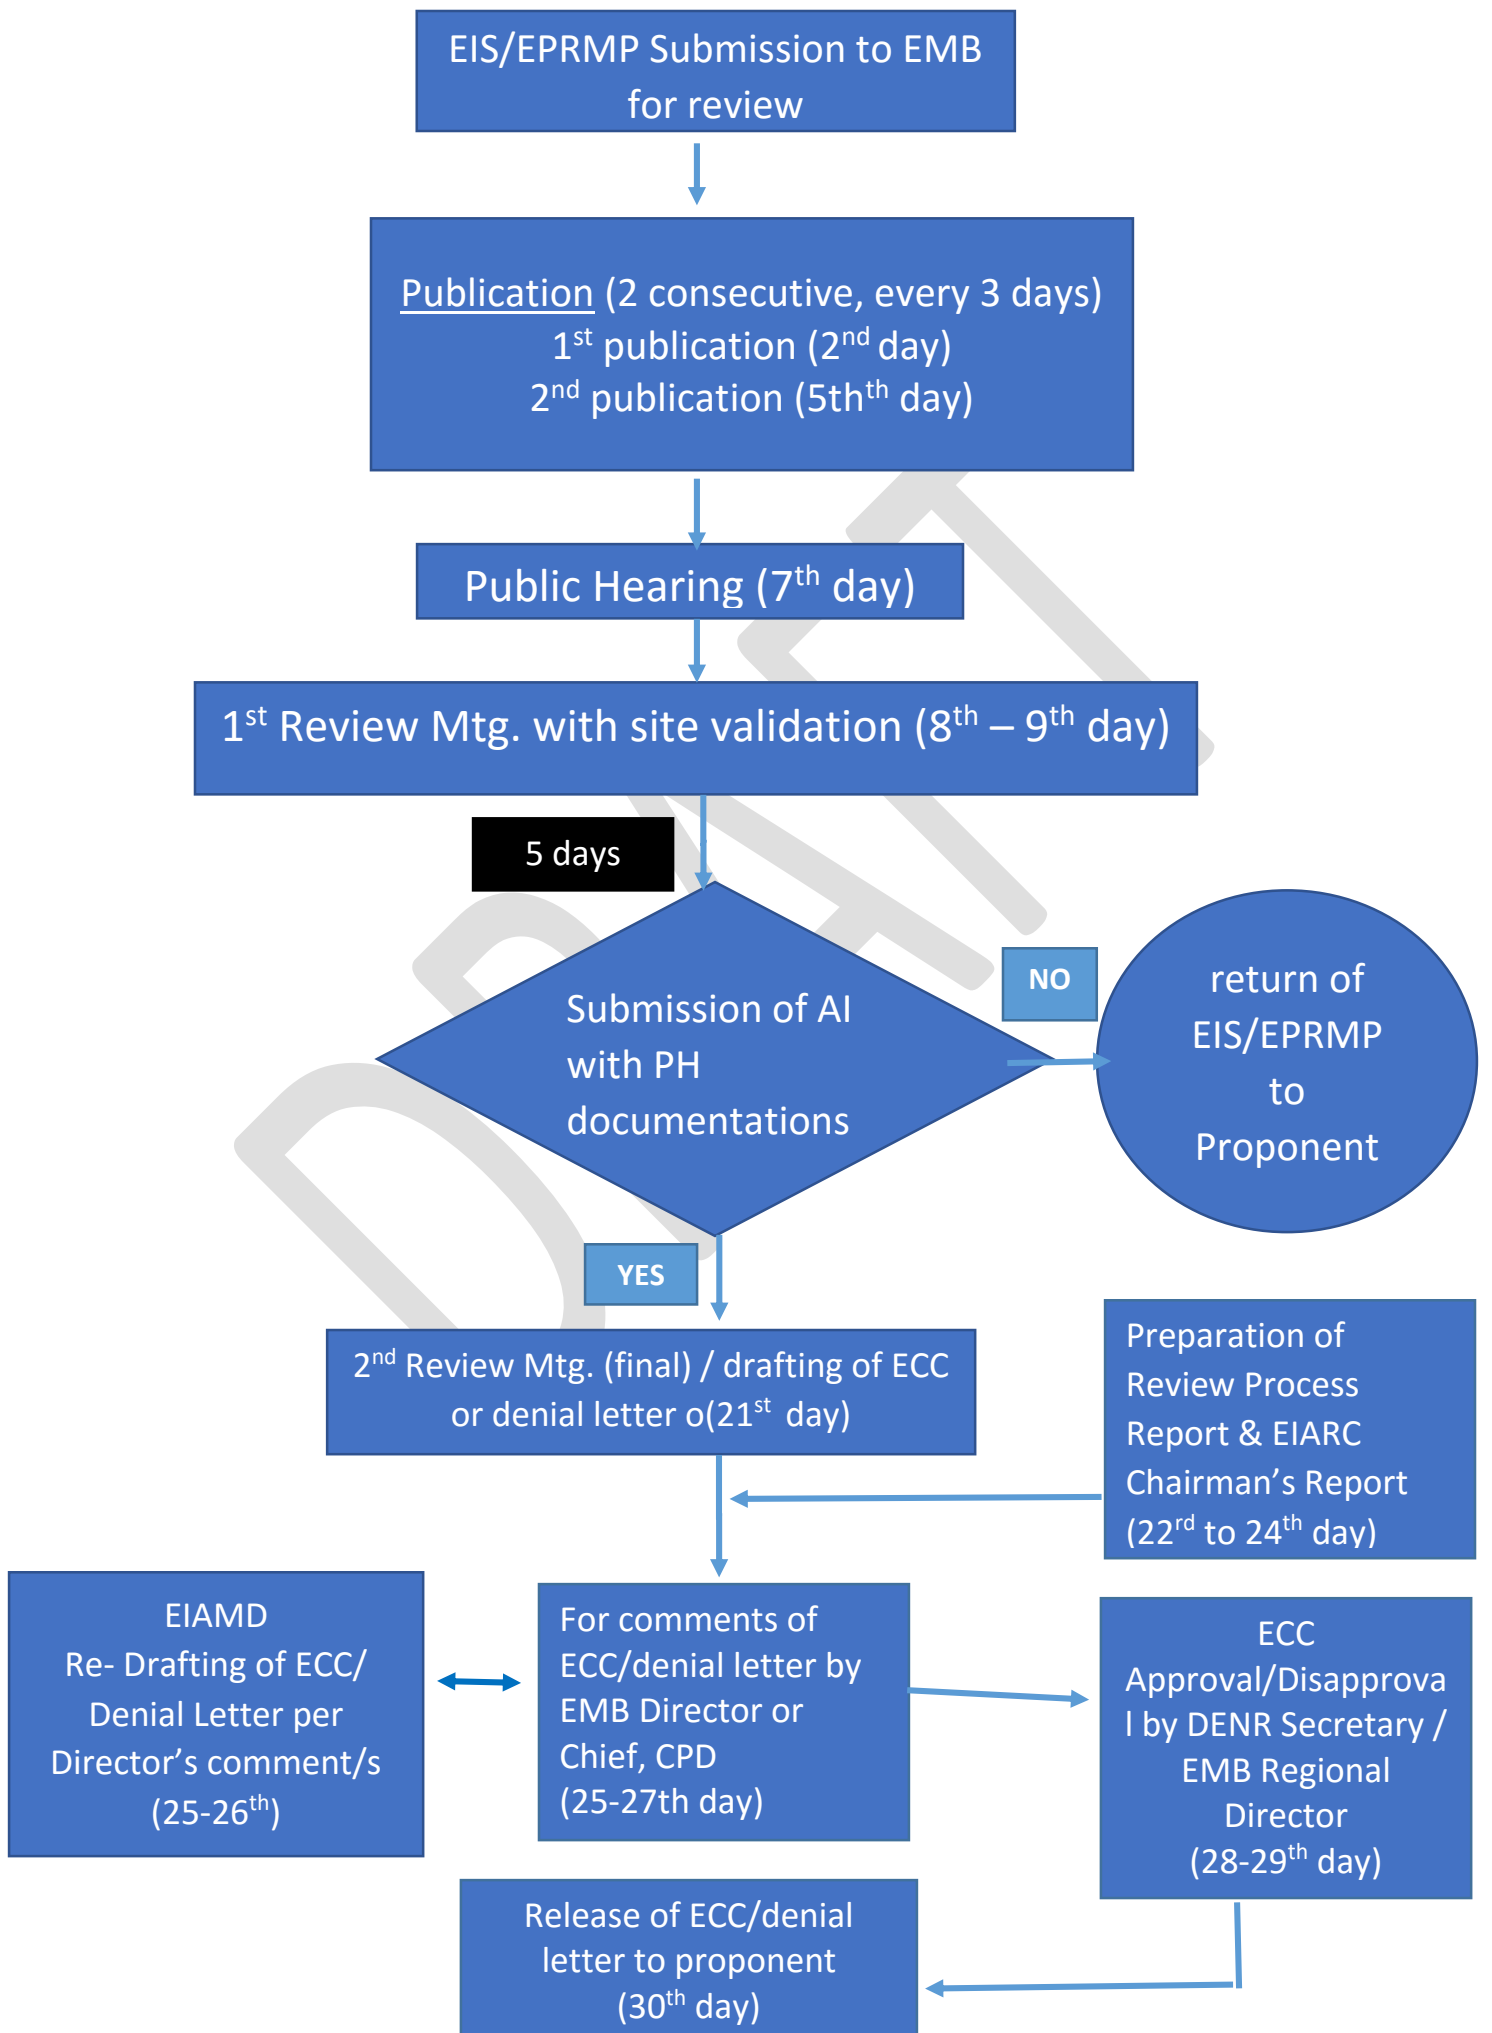 EIS/EPRMP Submission to EMB
for review
Publication (2 consecutive, every 3 days)
1st publication (2nd day)
2nd publication (5thth day)
Public Hearing (7th day)
1st Review Mtg. with site validation (8th – 9th day)
5 days
Submission of AI
with PH
documentations
NO
return of
EIS/EPRMP
to
Proponent
YES
2nd Review Mtg. (final) / drafting of ECC
or denial letter o(21st day)
Preparation of
Review Process
Report & EIARC
Chairman’s Report
(22rd to 24th day)
EIAMD
Re- Drafting of ECC/
Denial Letter per
Director’s comment/s
(25-26th)
For comments of
ECC/denial letter by
EMB Director or
Chief, CPD
(25-27th day)
ECC
Approval/Disapprova
l by DENR Secretary /
EMB Regional
Director
(28-29th day)
Release of ECC/denial
letter to proponent
(30th day)
DRAFT